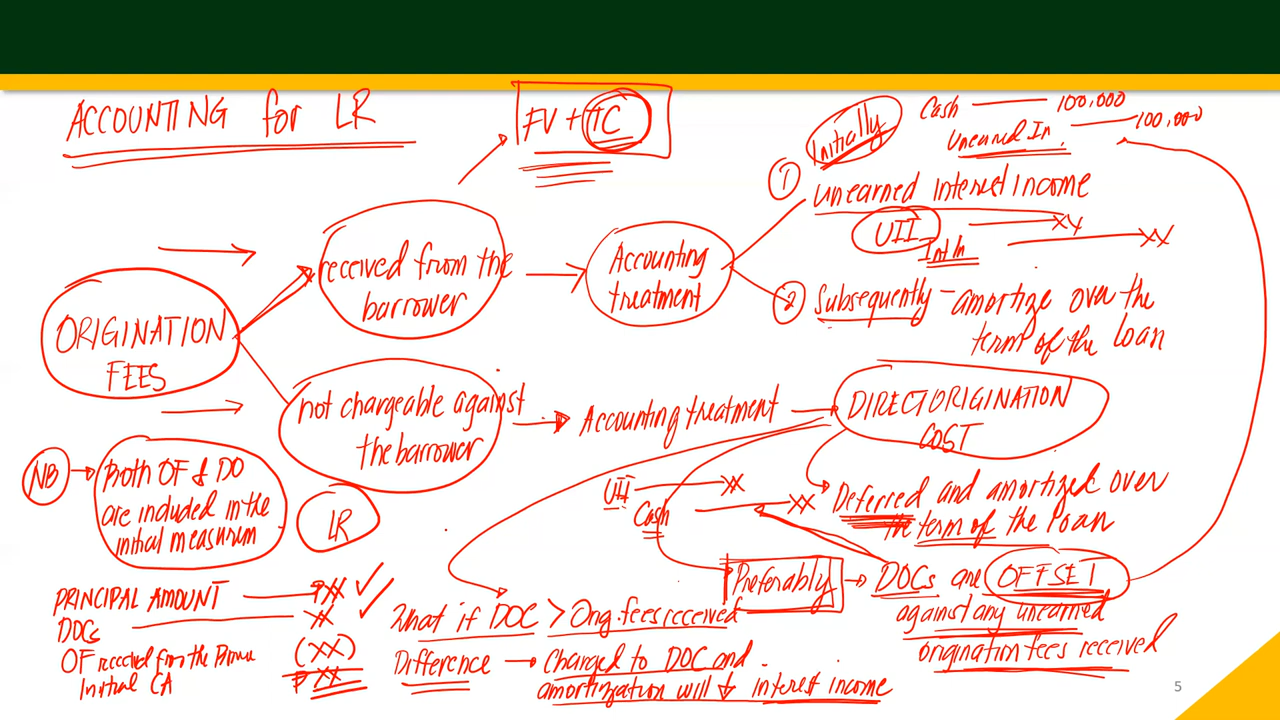 ACCOUNTING for LR
FV + TC
Initially
Cash 100,000
Unearned In. 100,000
① unearned interest income
UII XX
Int In XX
received from the
barrower
Accounting
treatment
② Subsequently - amortize over the
term of the loan
ORIGINATION
FEES
not chargeable against
the barrower
Accounting treatment
DIRECT ORIGINATION
COST
NB
Both OF & DO
are included in the
initial measurem
LR
UII XX
Cash XX
Deferred and amortized over
the term of the loan
Preferably → DOCs are OFFSET
against any unearned
origination fees received
PRINCIPAL AMOUNT PXX
DOCs XX
OF received from the (XX)
Initial CA PXX
What if DOC > Orig. fees received
Difference → Charged to DOC and
amortization will ↓ interest income
5